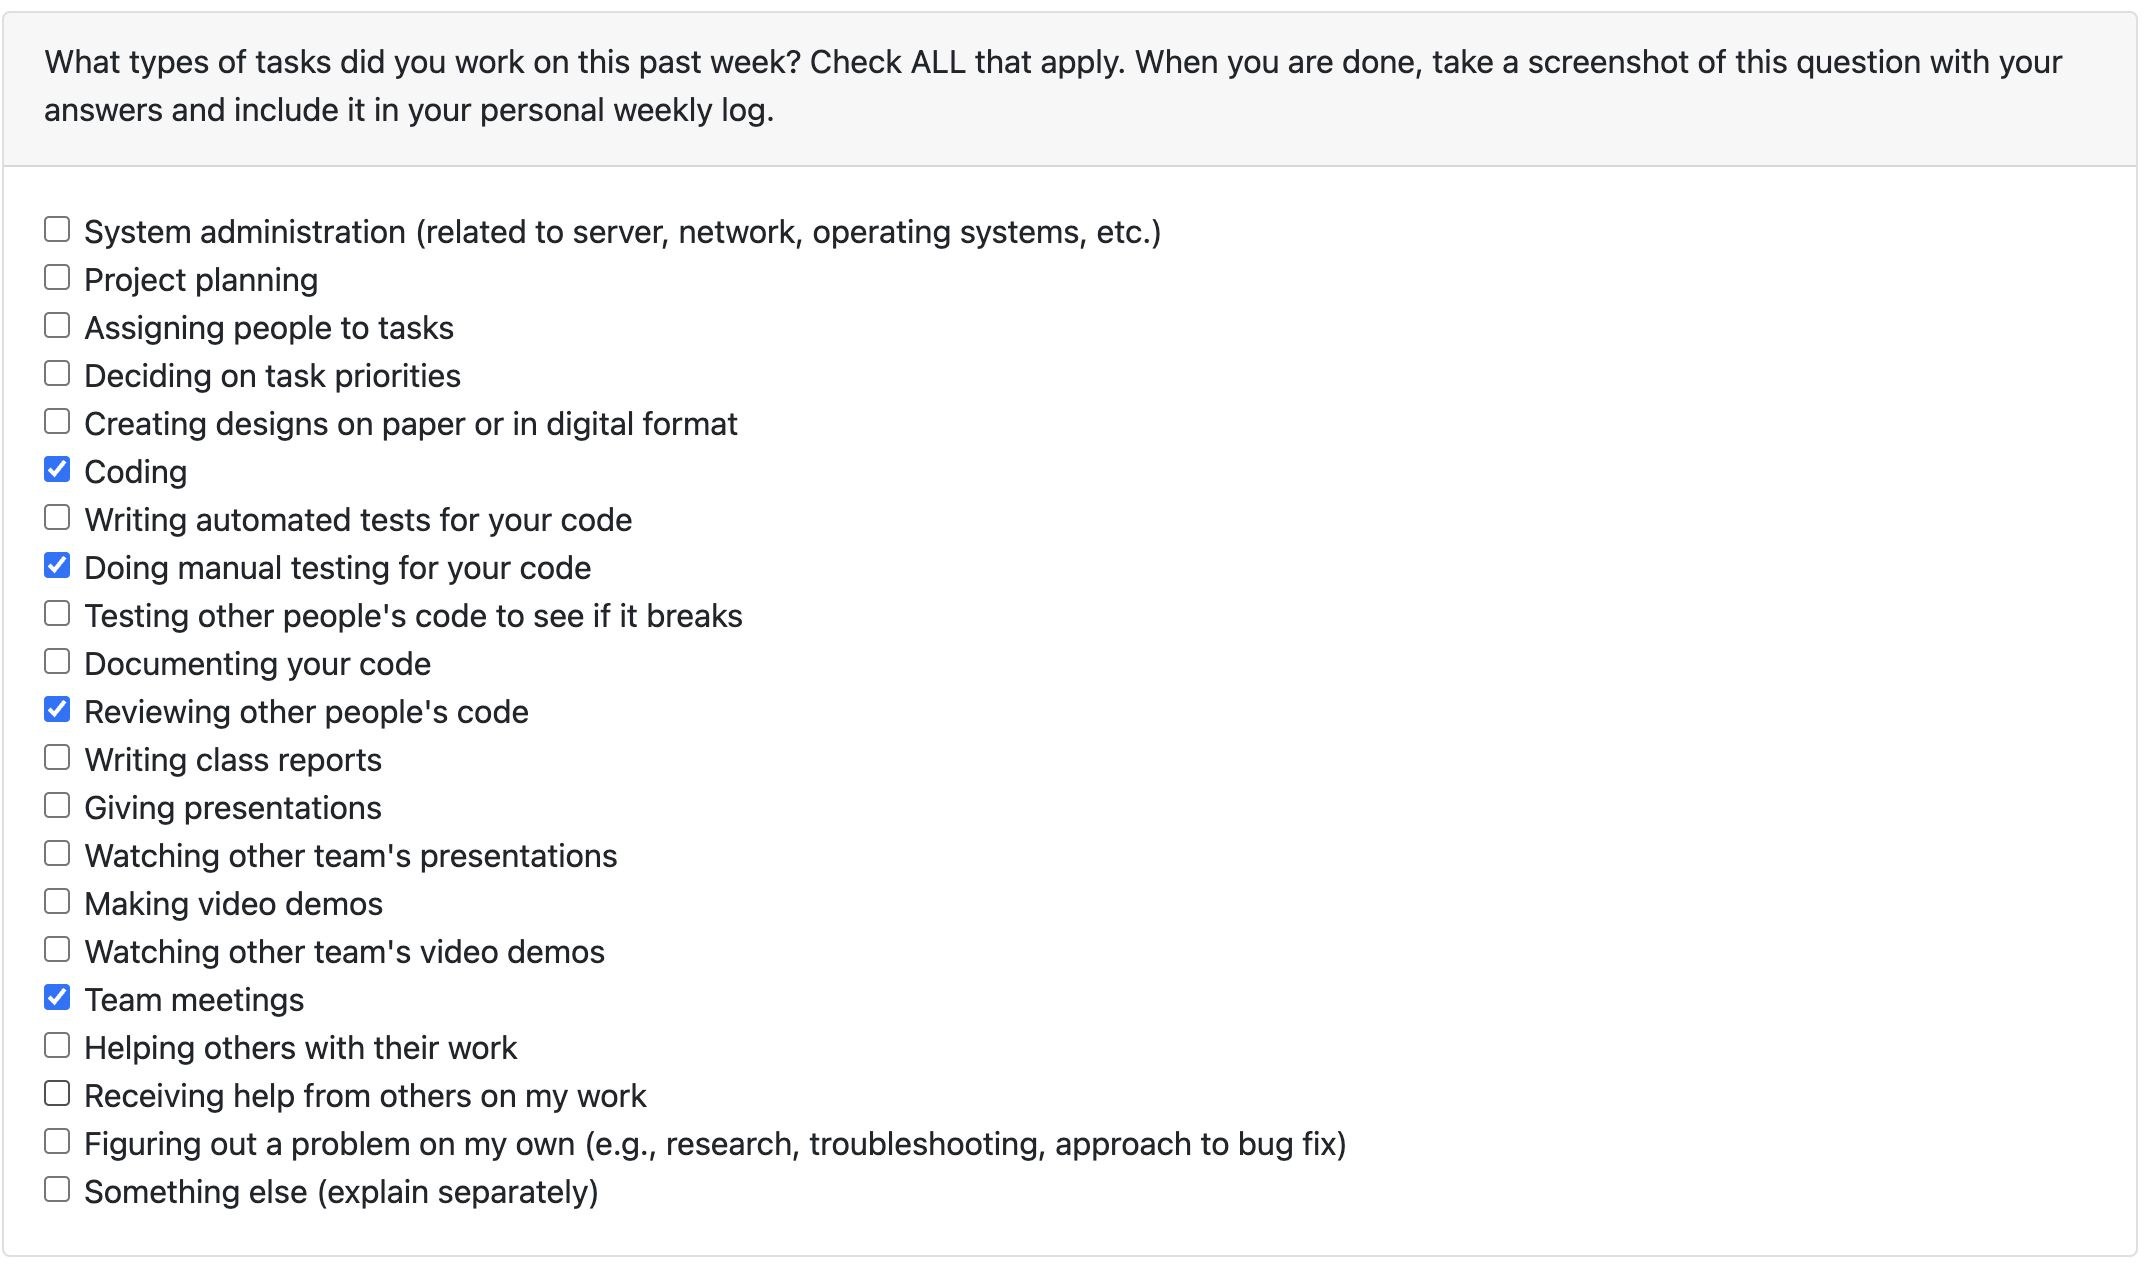 What types of tasks did you work on this past week? Check ALL that apply. When you are done, take a screenshot of this question with your
answers and include it in your personal weekly log.
System administration (related to server, network, operating systems, etc.)
Project planning
Assigning people to tasks
Deciding on task priorities
Creating designs on paper or in digital format
Coding
Writing automated tests for your code
Doing manual testing for your code
Testing other people's code to see if it breaks
Documenting your code
Reviewing other people's code
Writing class reports
Giving presentations
Watching other team's presentations
Making video demos
Watching other team's video demos
Team meetings
Helping others with their work
Receiving help from others on my work
Figuring out a problem on my own (e.g., research, troubleshooting, approach to bug fix)
Something else (explain separately)